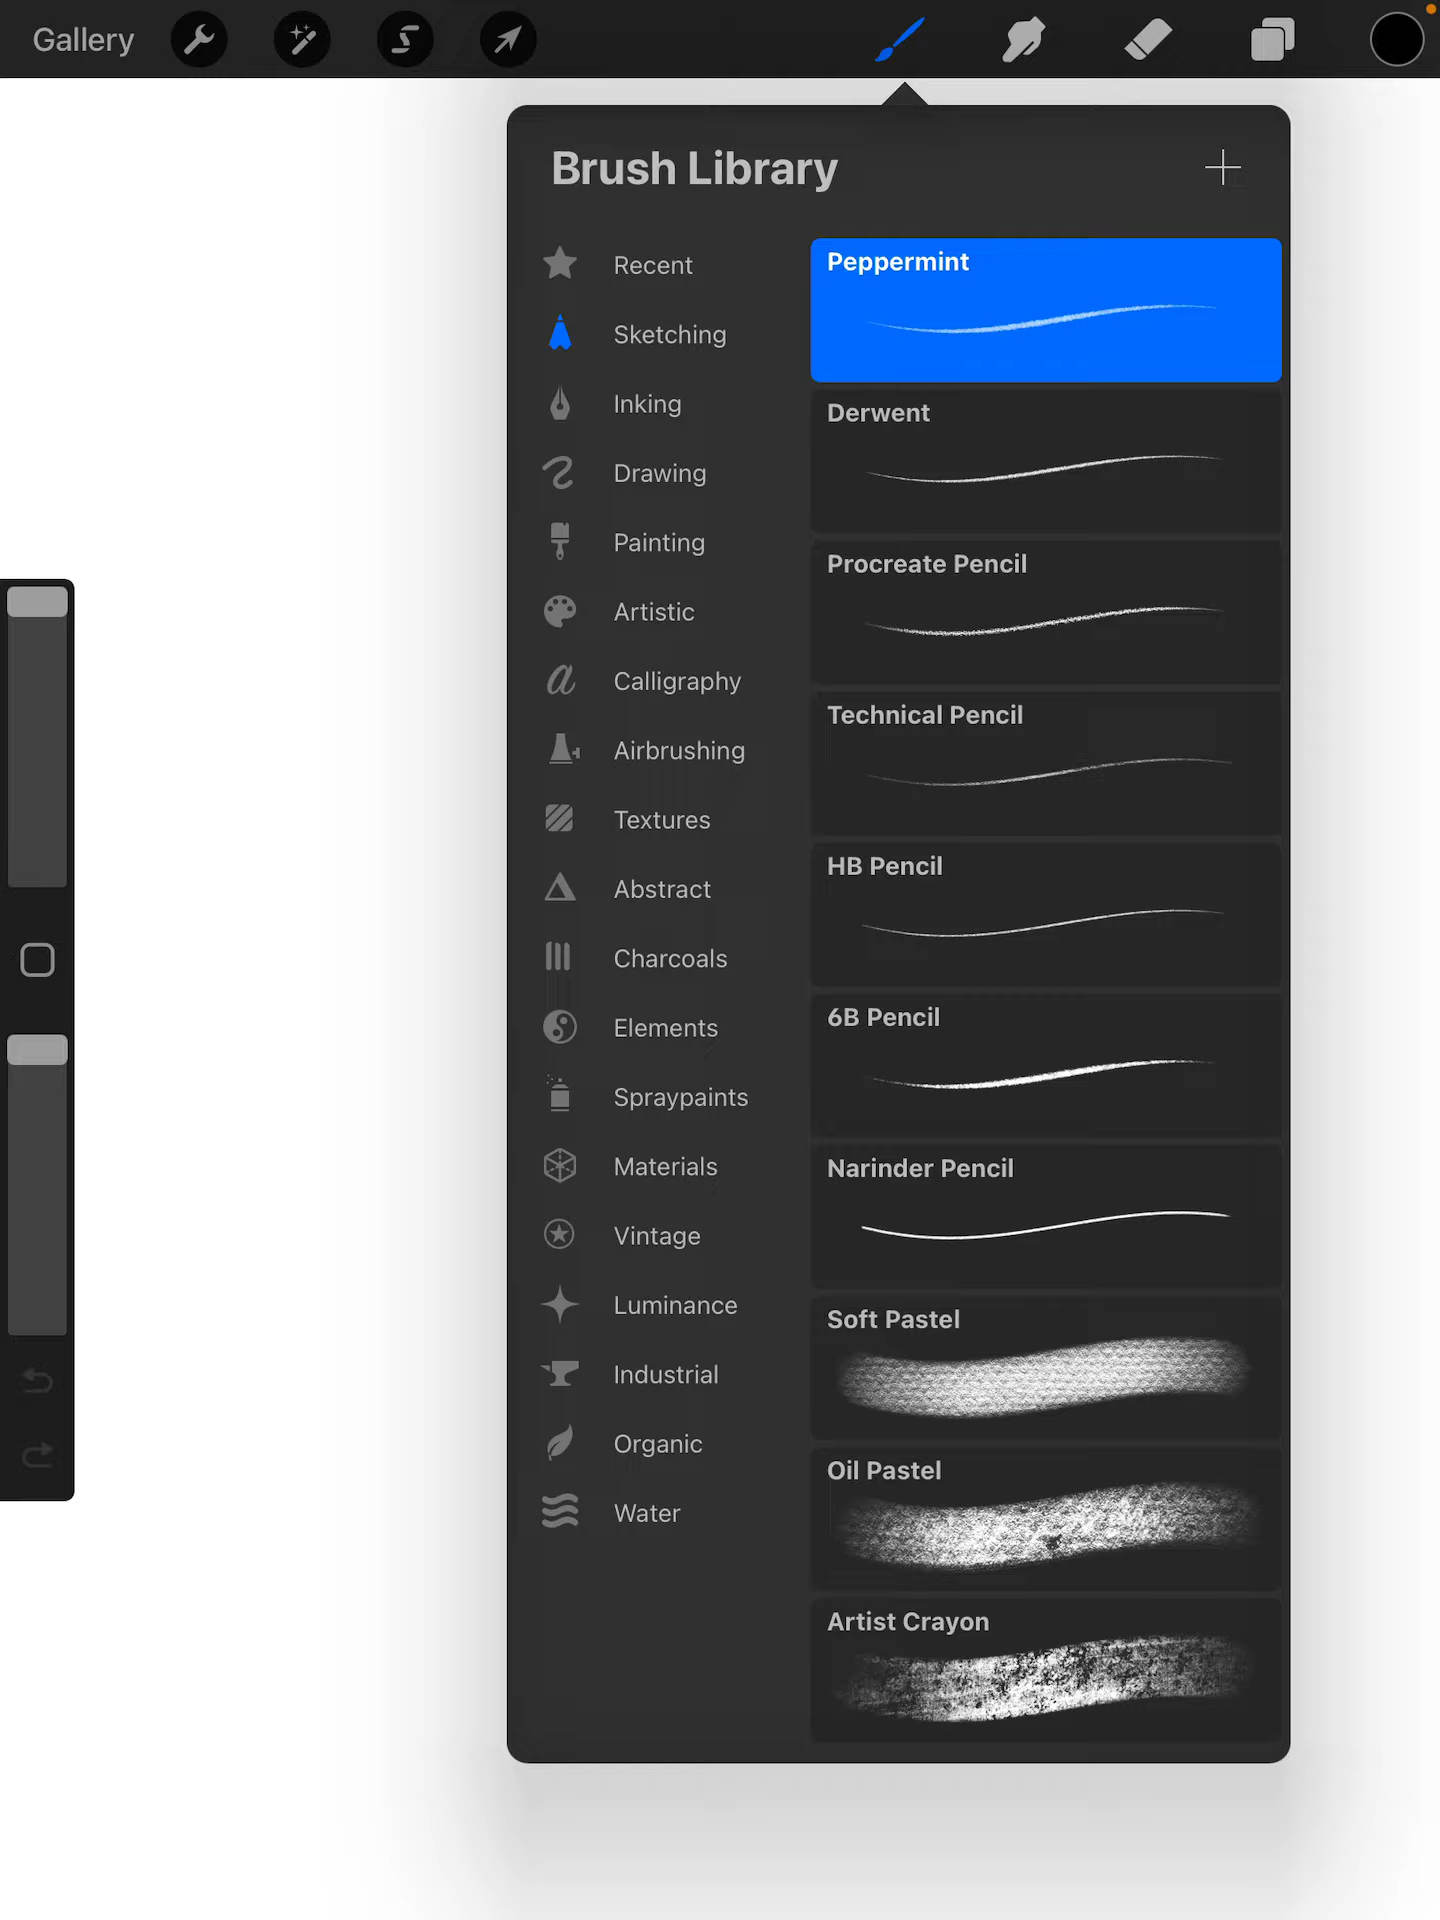 Gallery
Brush Library
Recent
Sketching
Inking
Drawing
Painting
Artistic
Calligraphy
Airbrushing
Textures
Abstract
Charcoals
Elements
Spraypaints
Materials
Vintage
Luminance
Industrial
Organic
Water
Peppermint
Derwent
Procreate Pencil
Technical Pencil
HB Pencil
6B Pencil
Narinder Pencil
Soft Pastel
Oil Pastel
Artist Crayon